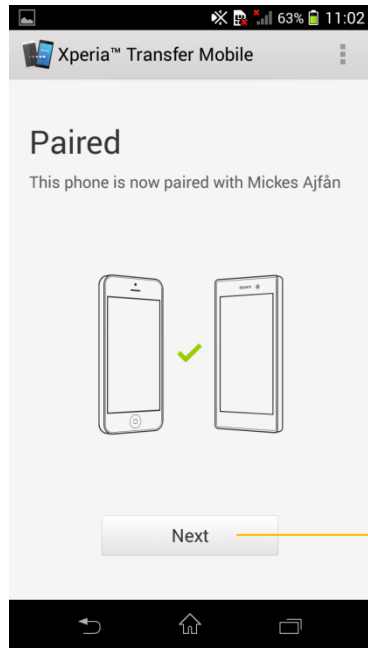 63% 11:02
Xperia™ Transfer Mobile
Paired
This phone is now paired with Mickes Ajfån
SONY
Next